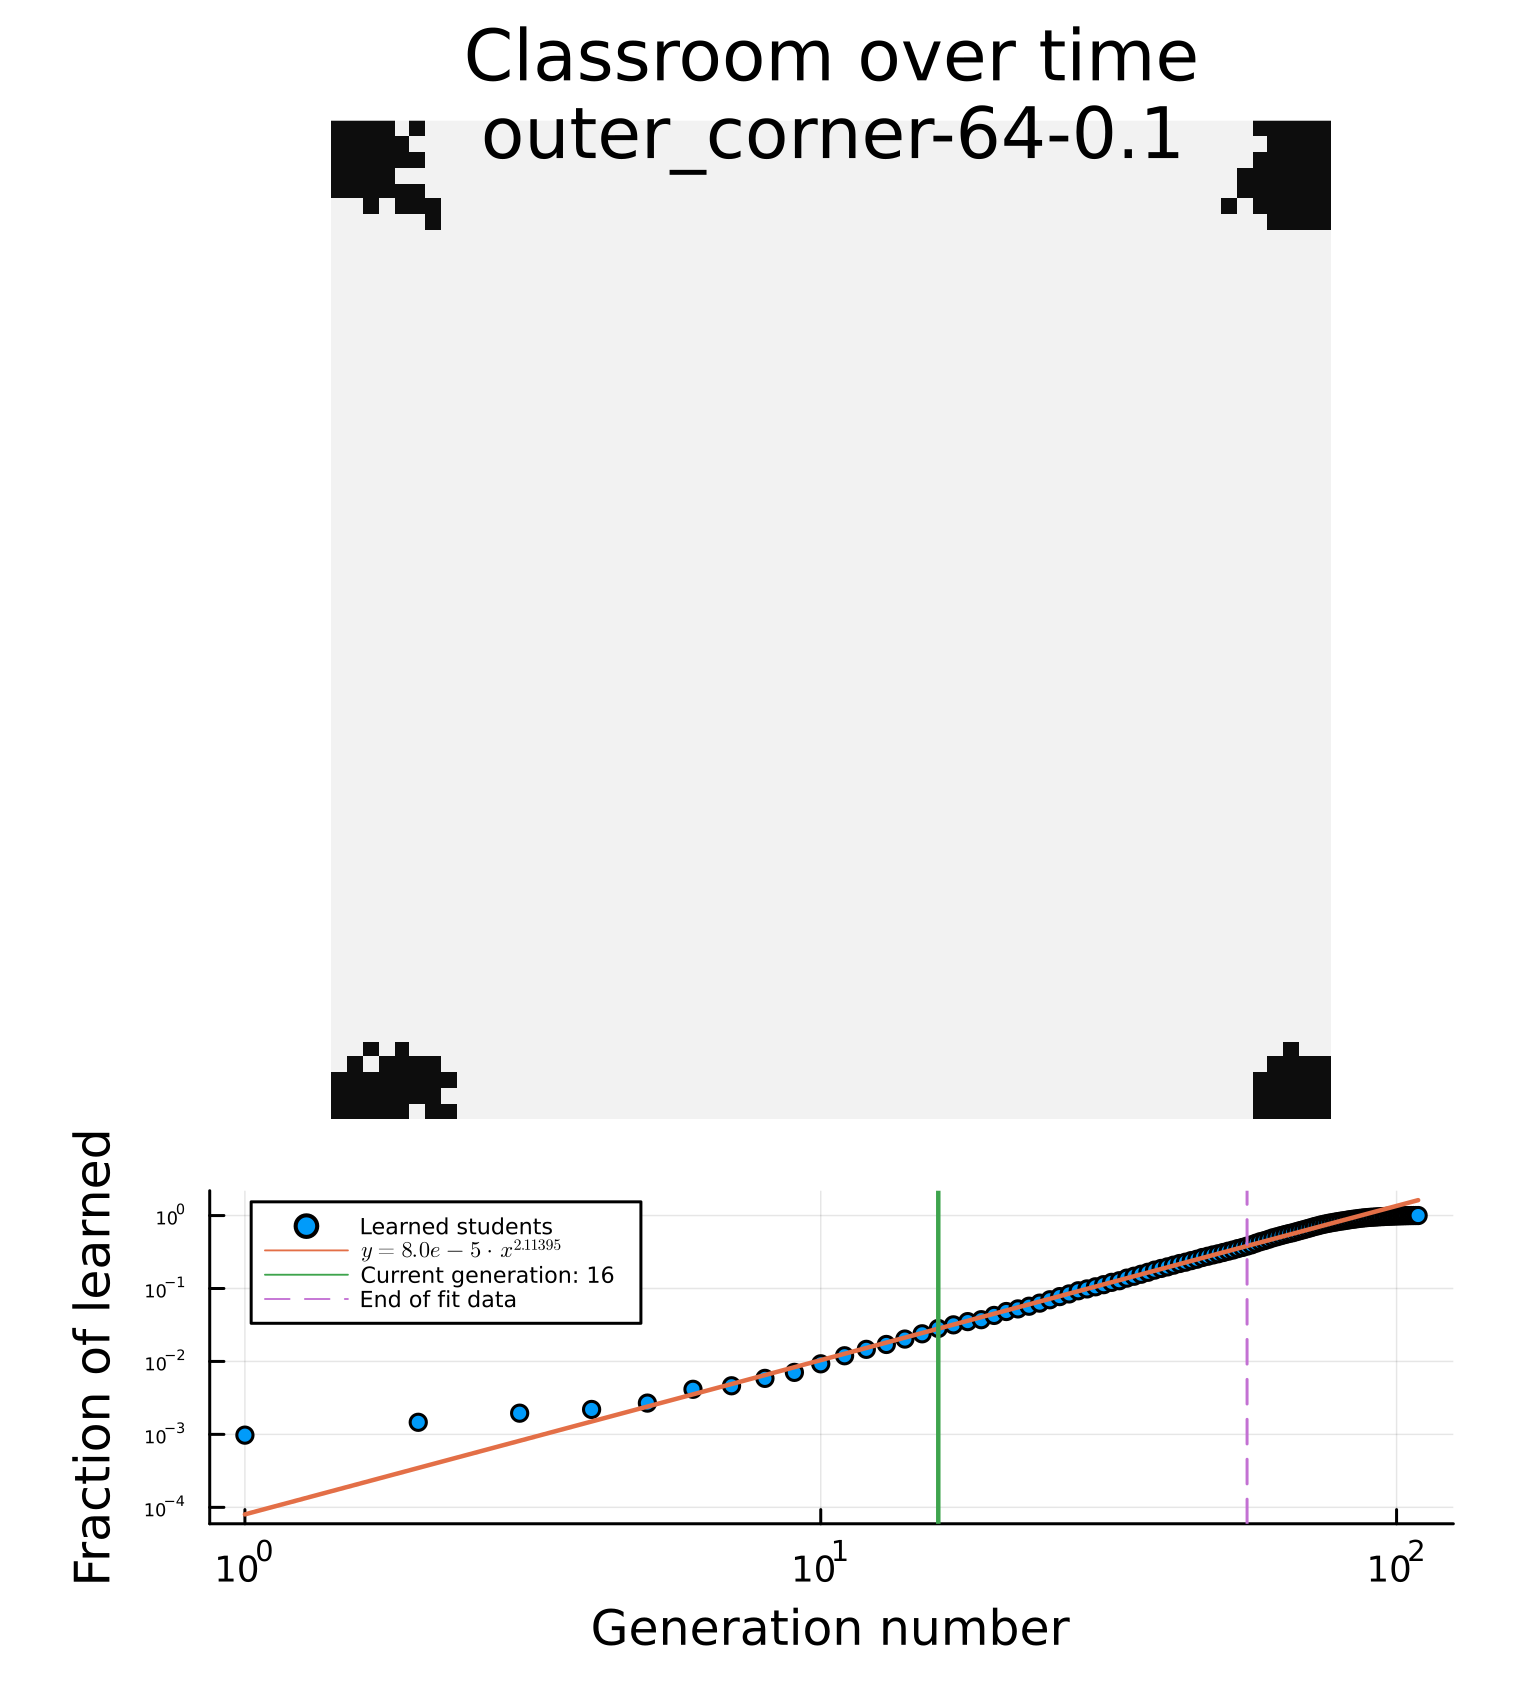 Classroom over time
outer_corner-64-0.1
Fraction of learned
10^0
10^-1
10^-2
10^-3
10^-4
Learned students
y = 8.0e − 5 · x^2.11395
Current generation: 16
End of fit data
10^0 10^1 10^2
Generation number